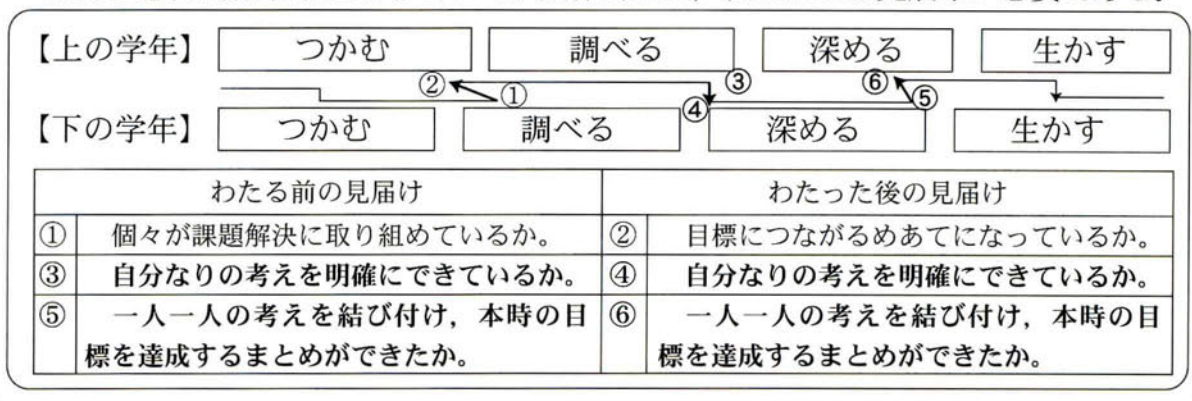 【上の学年】 つかむ 調べる 深める 生かす
② ① ③ ④ ⑥ ⑤
【下の学年】 つかむ 調べる 深める 生かす
わたる前の見届け わたった後の見届け
① 個々が課題解決に取り組めているか。 ② 目標につながるめあてになっているか。
③ 自分なりの考えを明確にできているか。 ④ 自分なりの考えを明確にできているか。
⑤ 一人一人の考えを結び付け，本時の目 ⑥ 一人一人の考えを結び付け，本時の目
標を達成するまとめができたか。 標を達成するまとめができたか。